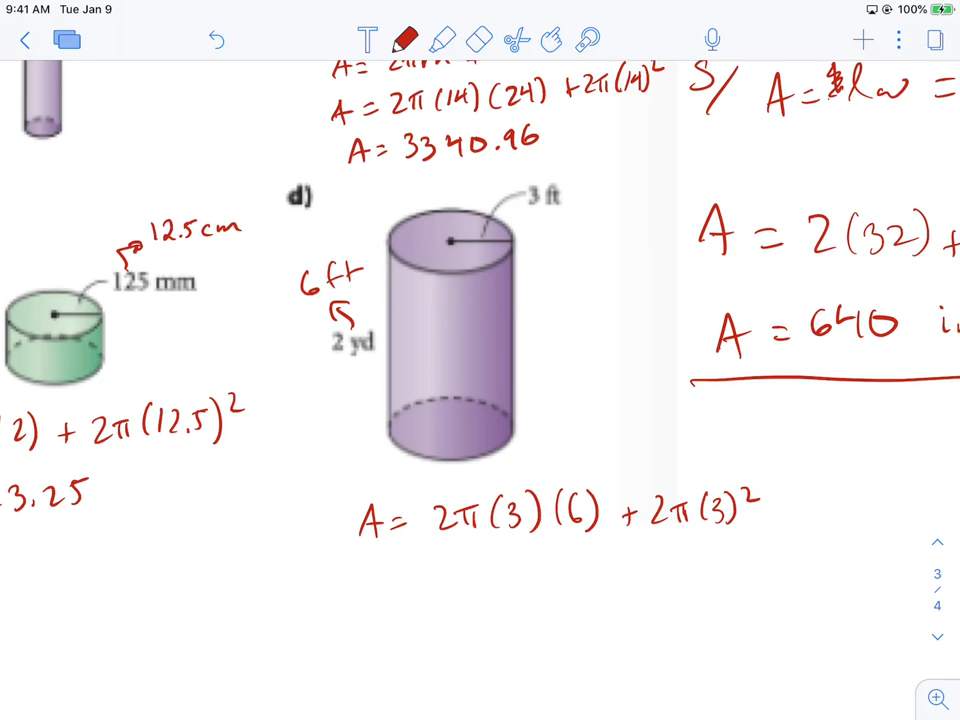 9:41 AM Tue Jan 9
100%
A = 2π(14)(24) + 2π(14)²
A = 3340.96
S/ A = lw =
d)
3 ft
12.5 cm
125 mm
6 ft
2 yd
A = 2(32) +
A = 640
2) + 2π(12.5)²
3.25
A = 2π(3)(6) + 2π(3)²
3
/
4